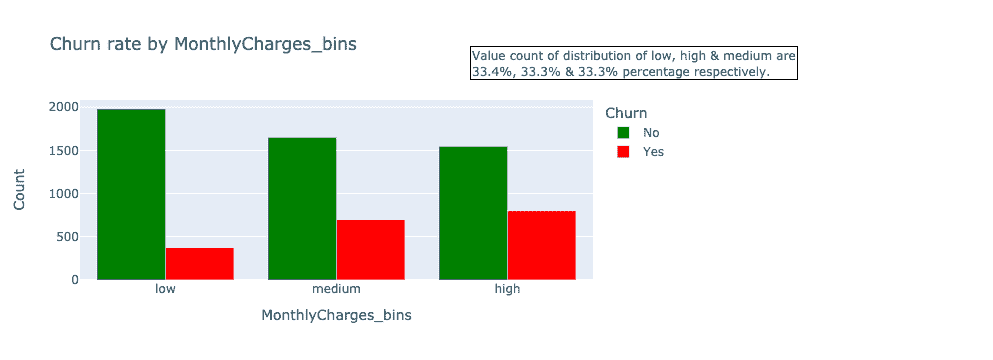 Churn rate by MonthlyCharges_bins
Value count of distribution of low, high & medium are
33.4%, 33.3% & 33.3% percentage respectively.
Churn
No
Yes
Count
2000
1500
1000
500
0
low
medium
high
MonthlyCharges_bins